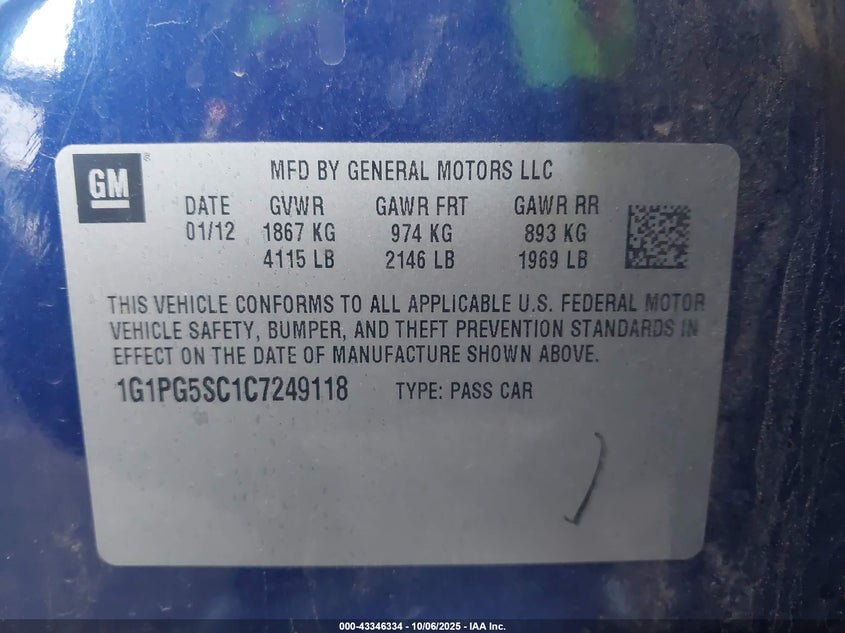 GM
®
MFD BY GENERAL MOTORS LLC
DATE GVWR GAWR FRT GAWR RR
01/12 1867 KG 974 KG 893 KG
4115 LB 2146 LB 1969 LB
THIS VEHICLE CONFORMS TO ALL APPLICABLE U.S. FEDERAL MOTOR
VEHICLE SAFETY, BUMPER, AND THEFT PREVENTION STANDARDS IN
EFFECT ON THE DATE OF MANUFACTURE SHOWN ABOVE.
1G1PG5SC1C7249118 TYPE: PASS CAR
000-43346334 - 10/06/2025 - IAA Inc.